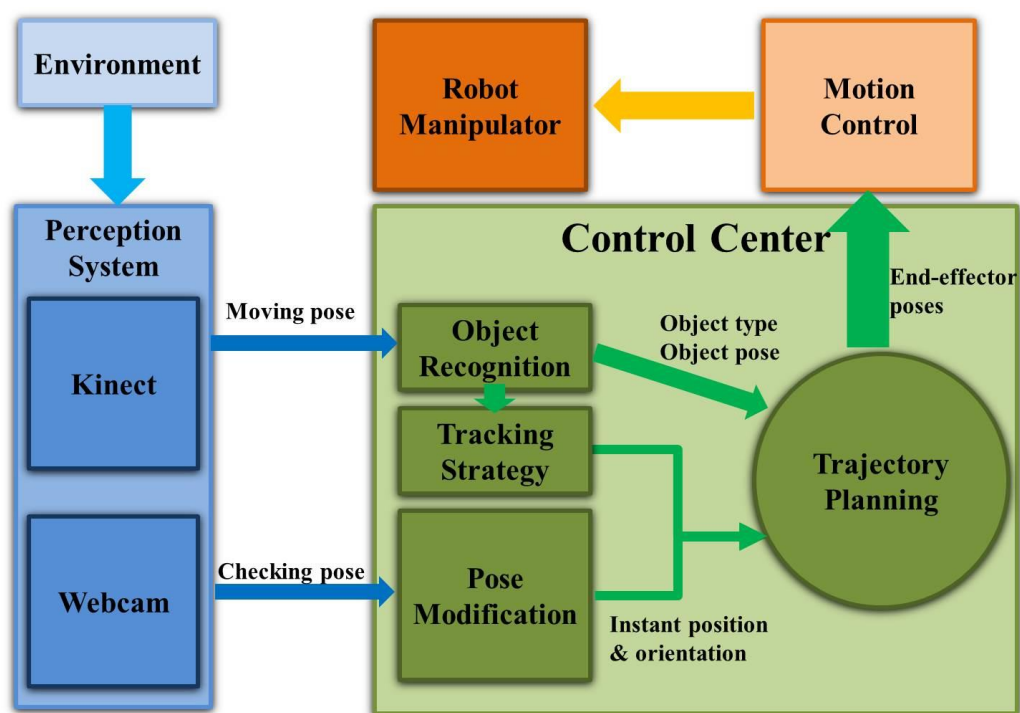 Environment
Robot
Manipulator
Motion
Control
Perception
System
Kinect
Webcam
Moving pose
Checking pose
Control Center
Object
Recognition
Tracking
Strategy
Pose
Modification
Object type
Object pose
Instant position
& orientation
End-effector
poses
Trajectory
Planning